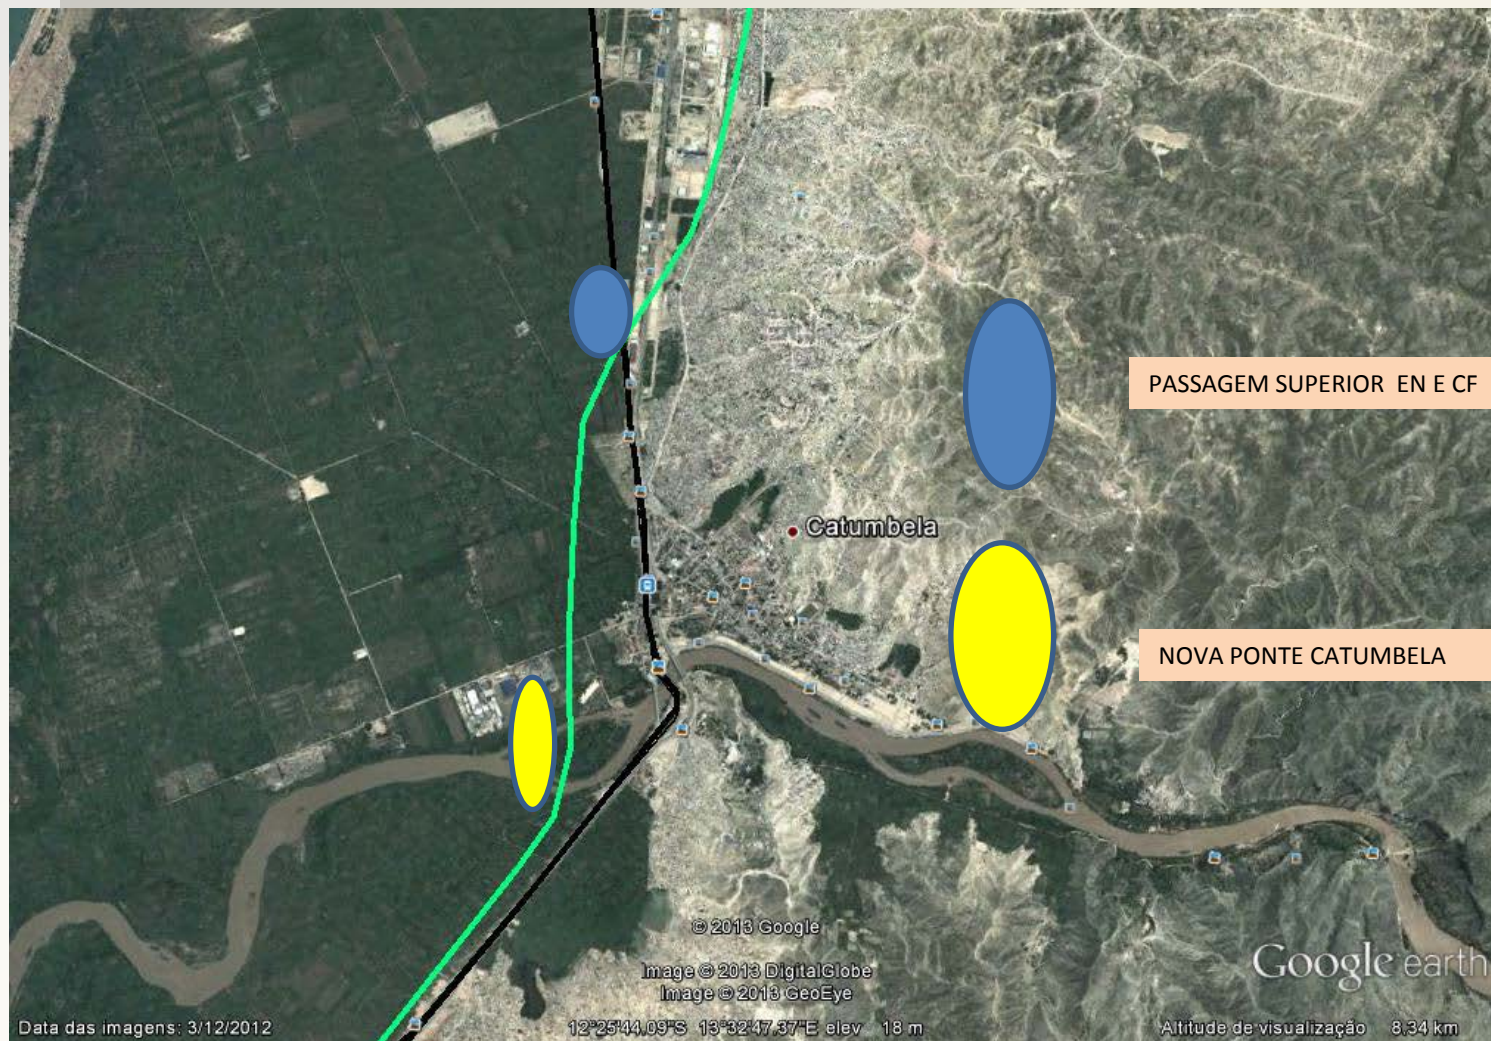 PASSAGEM SUPERIOR EN E CF
Catumbela
NOVA PONTE CATUMBELA
© 2013 Google
Image © 2013 DigitalGlobe
Image © 2013 GeoEye
Google earth
Data das imagens: 3/12/2012
12°25'44.09"S 13°32'47.37"E elev 18 m
Altitude de visualização 8.34 km